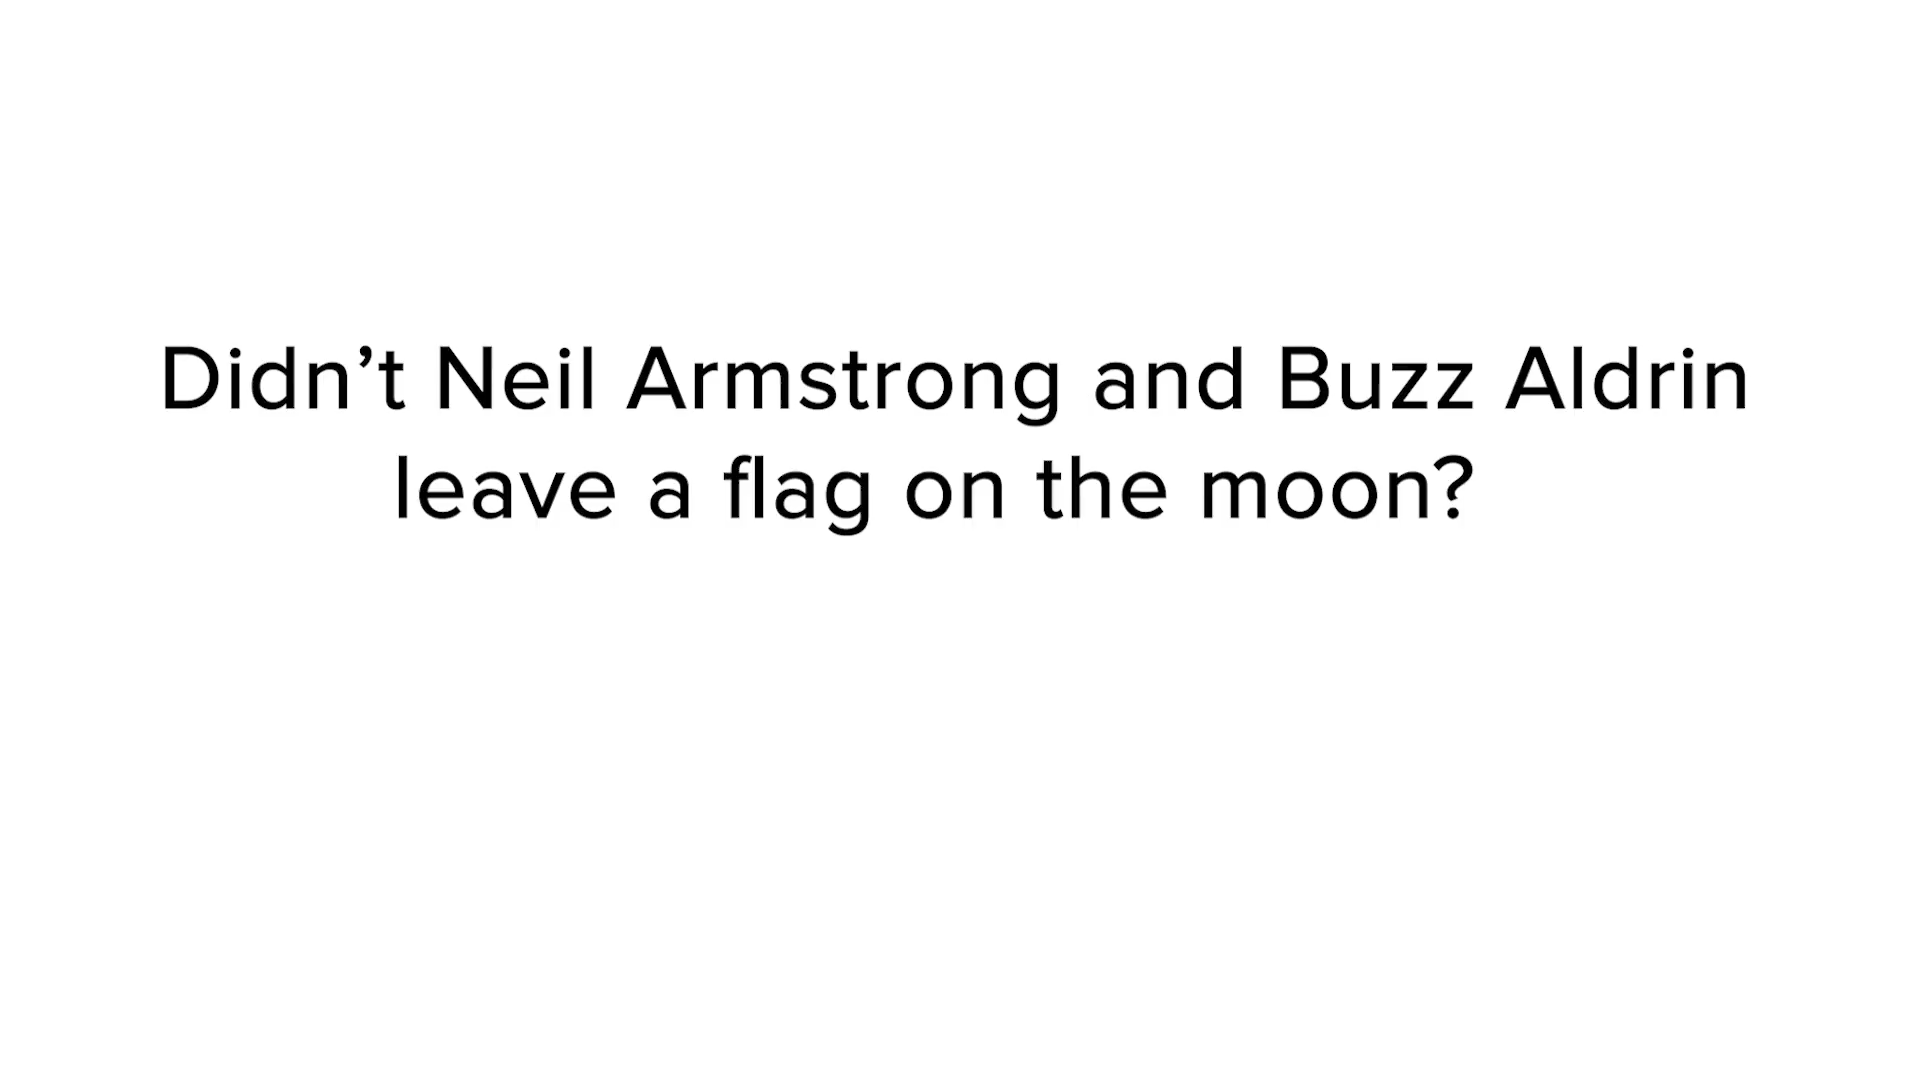 Didn’t Neil Armstrong and Buzz Aldrin
leave a flag on the moon?